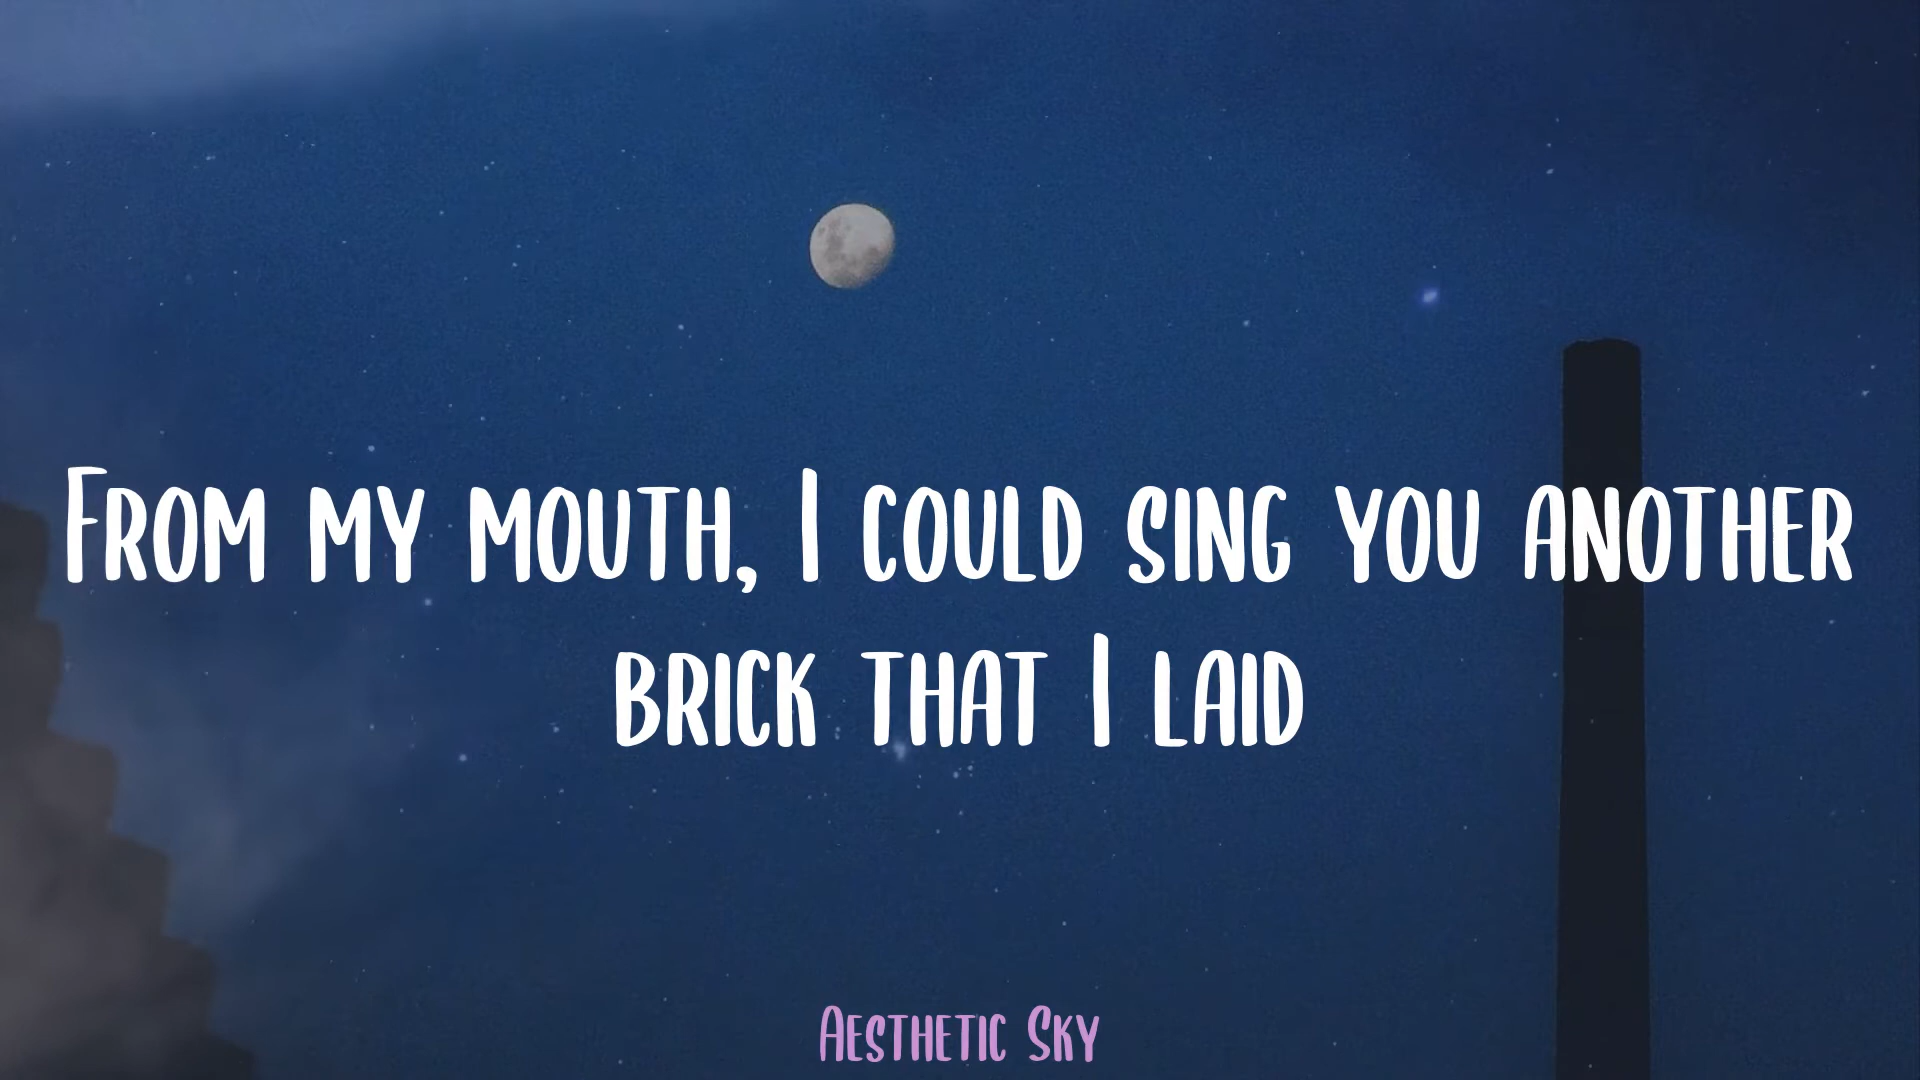 From my mouth, I could sing you another
brick that I laid
Aesthetic Sky